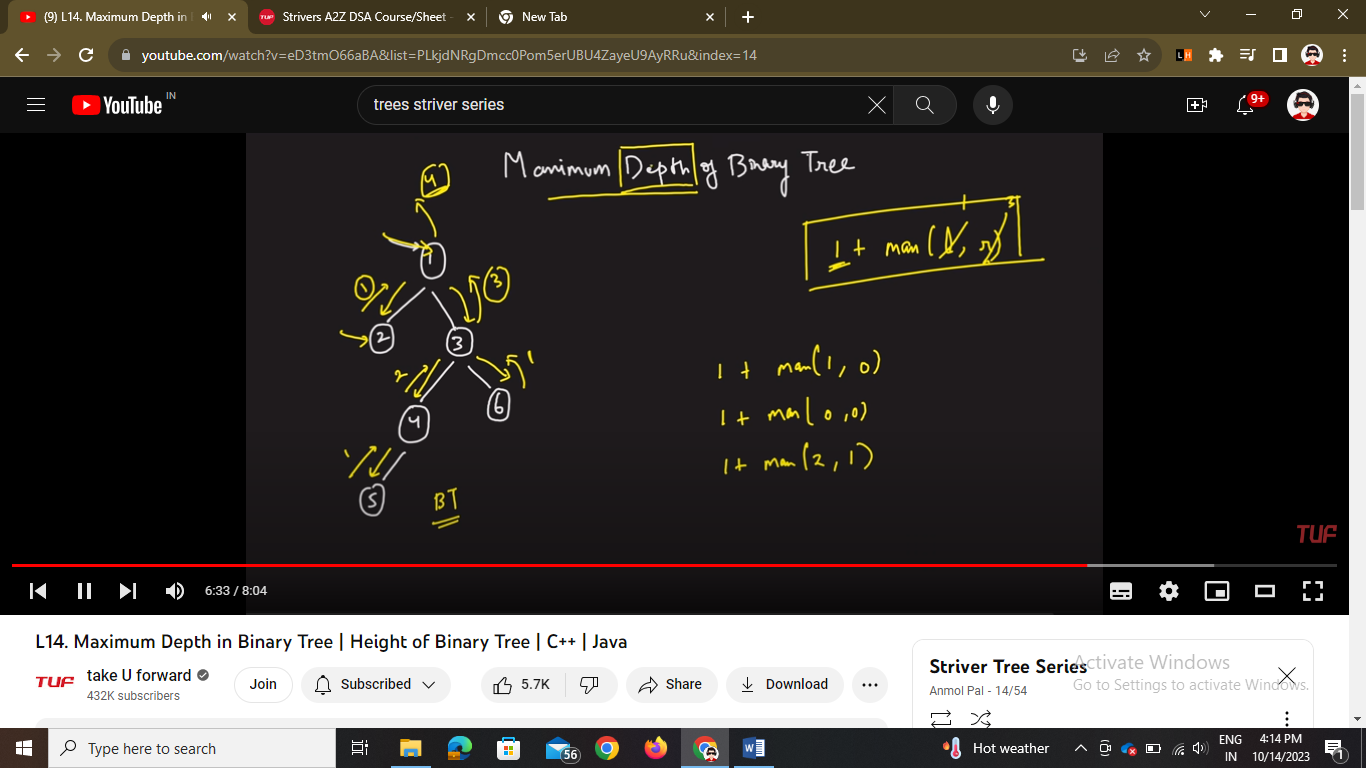 (9) L14. Maximum Depth in
Strivers A2Z DSA Course/Sheet -
New Tab
youtube.com/watch?v=eD3tmO66aBA&list=PLkjdNRgDmcc0Pom5erUBU4ZayeU9AyRRu&index=14
YouTube IN
trees striver series
9+
Maximum Depth of Binary Tree
4
1 + max(l, r)
1 3
1
1 3
2 3
2 1
4 6
1
5
BT
1 + max(1, 0)
1 + max(0, 0)
1 + max(2, 1)
TUF
6:33 / 8:04
L14. Maximum Depth in Binary Tree | Height of Binary Tree | C++ | Java
TUF take U forward
432K subscribers
Join
Subscribed
5.7K
Share
Download
Striver Tree Series
Anmol Pal - 14/54
Activate Windows
Go to Settings to activate Windows.
Type here to search
56
Hot weather
ENG
IN
4:14 PM
10/14/2023
1